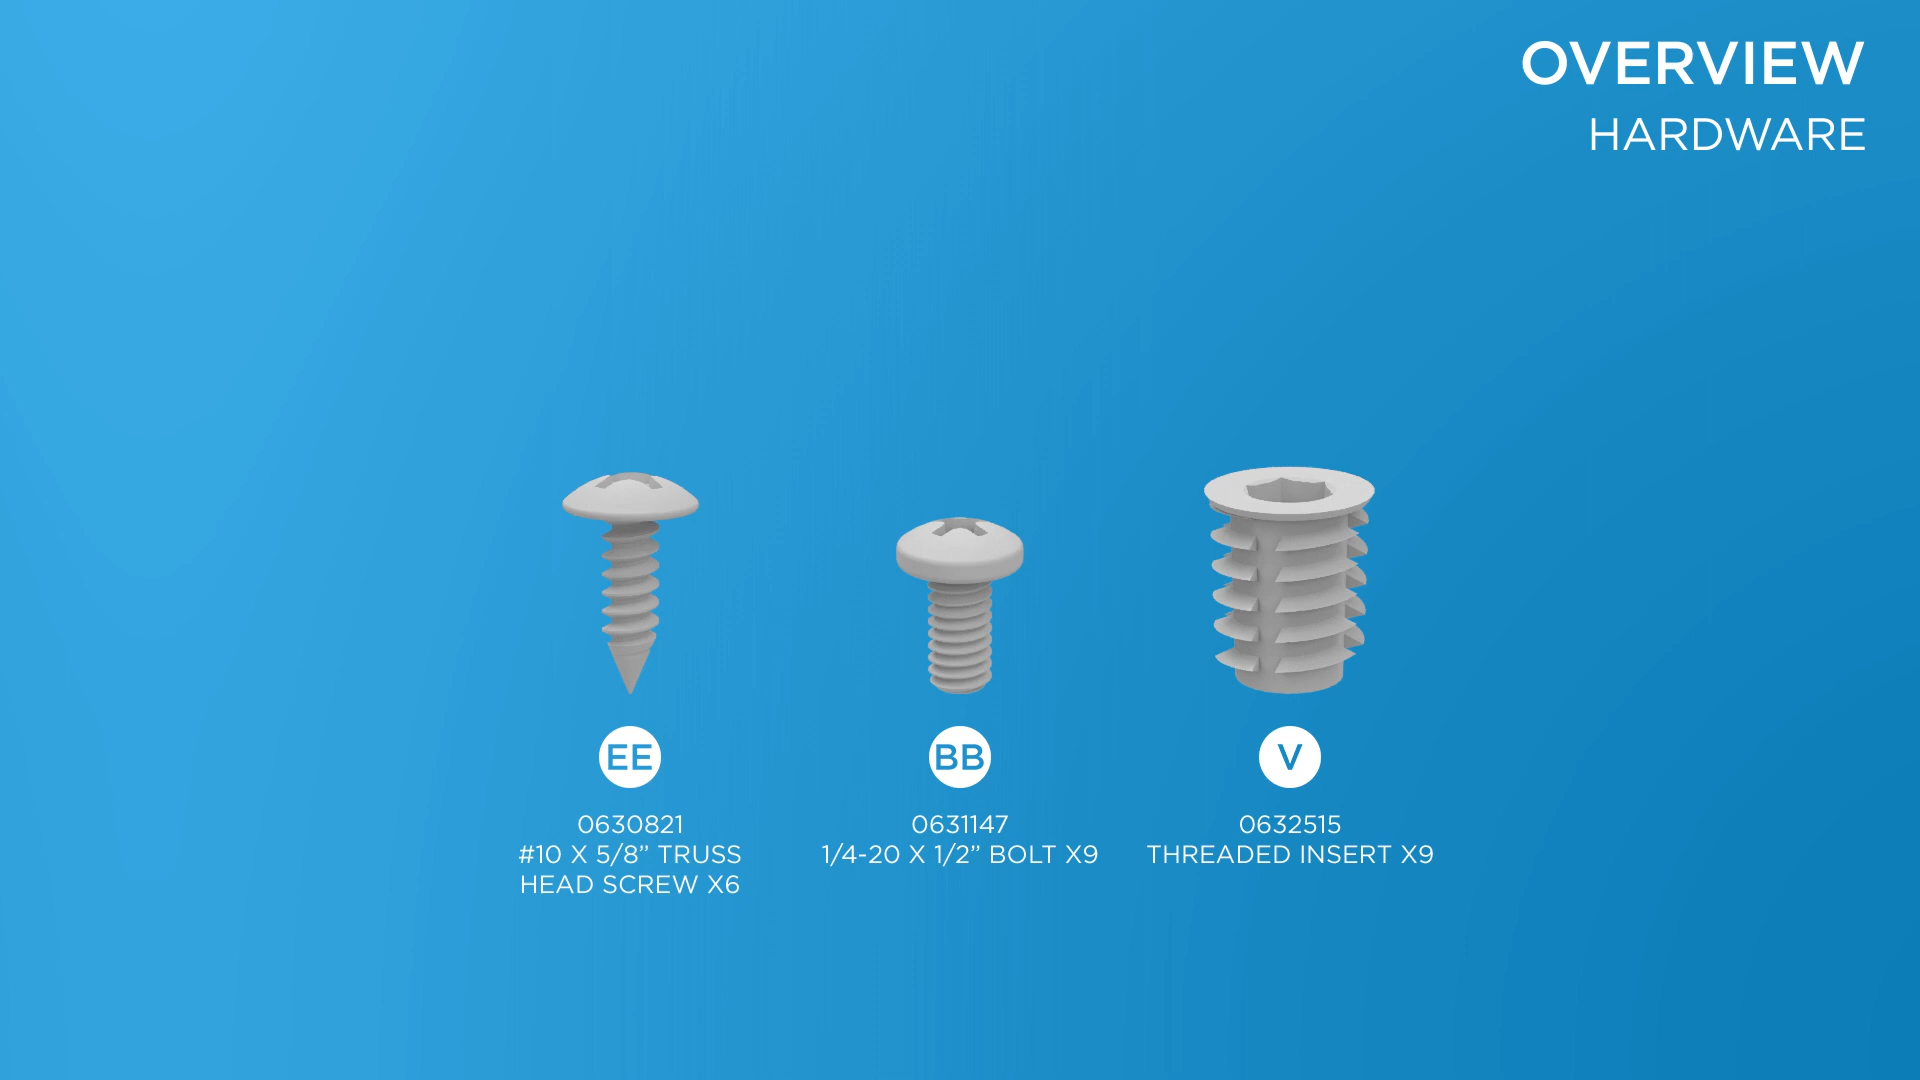 OVERVIEW
HARDWARE
EE
0630821
#10 X 5/8” TRUSS
HEAD SCREW X6
BB
0631147
1/4-20 X 1/2” BOLT X9
V
0632515
THREADED INSERT X9